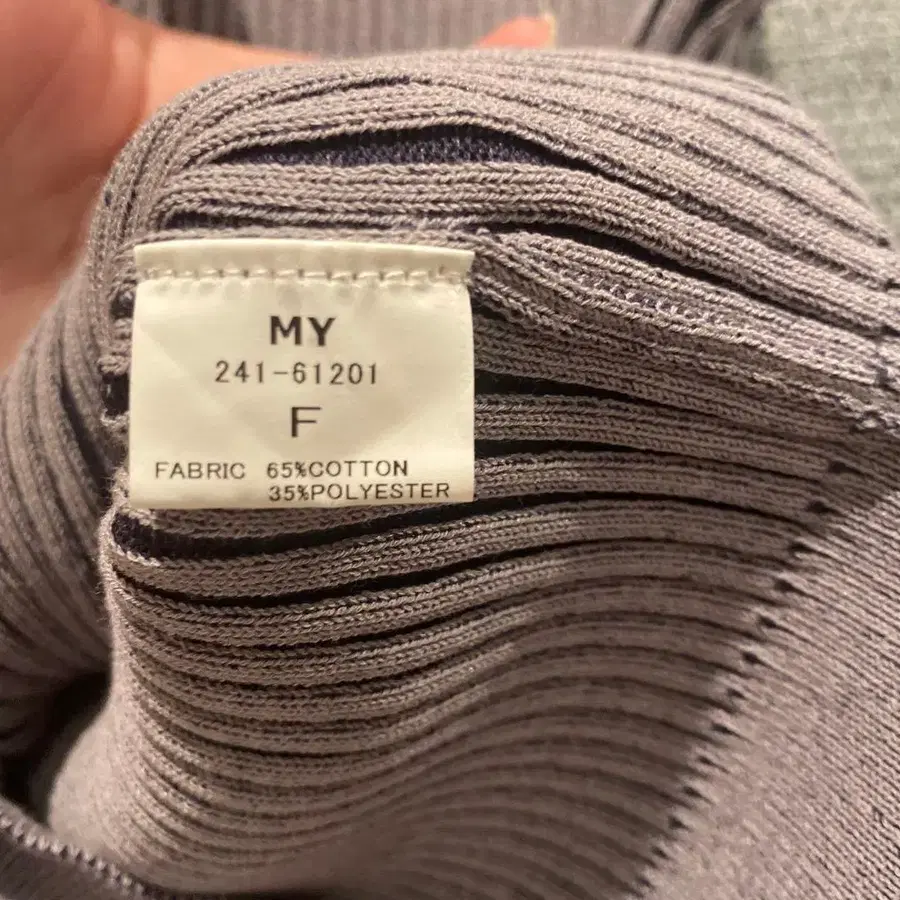 MY
241-61201
F
FABRIC 65%COTTON
35%POLYESTER